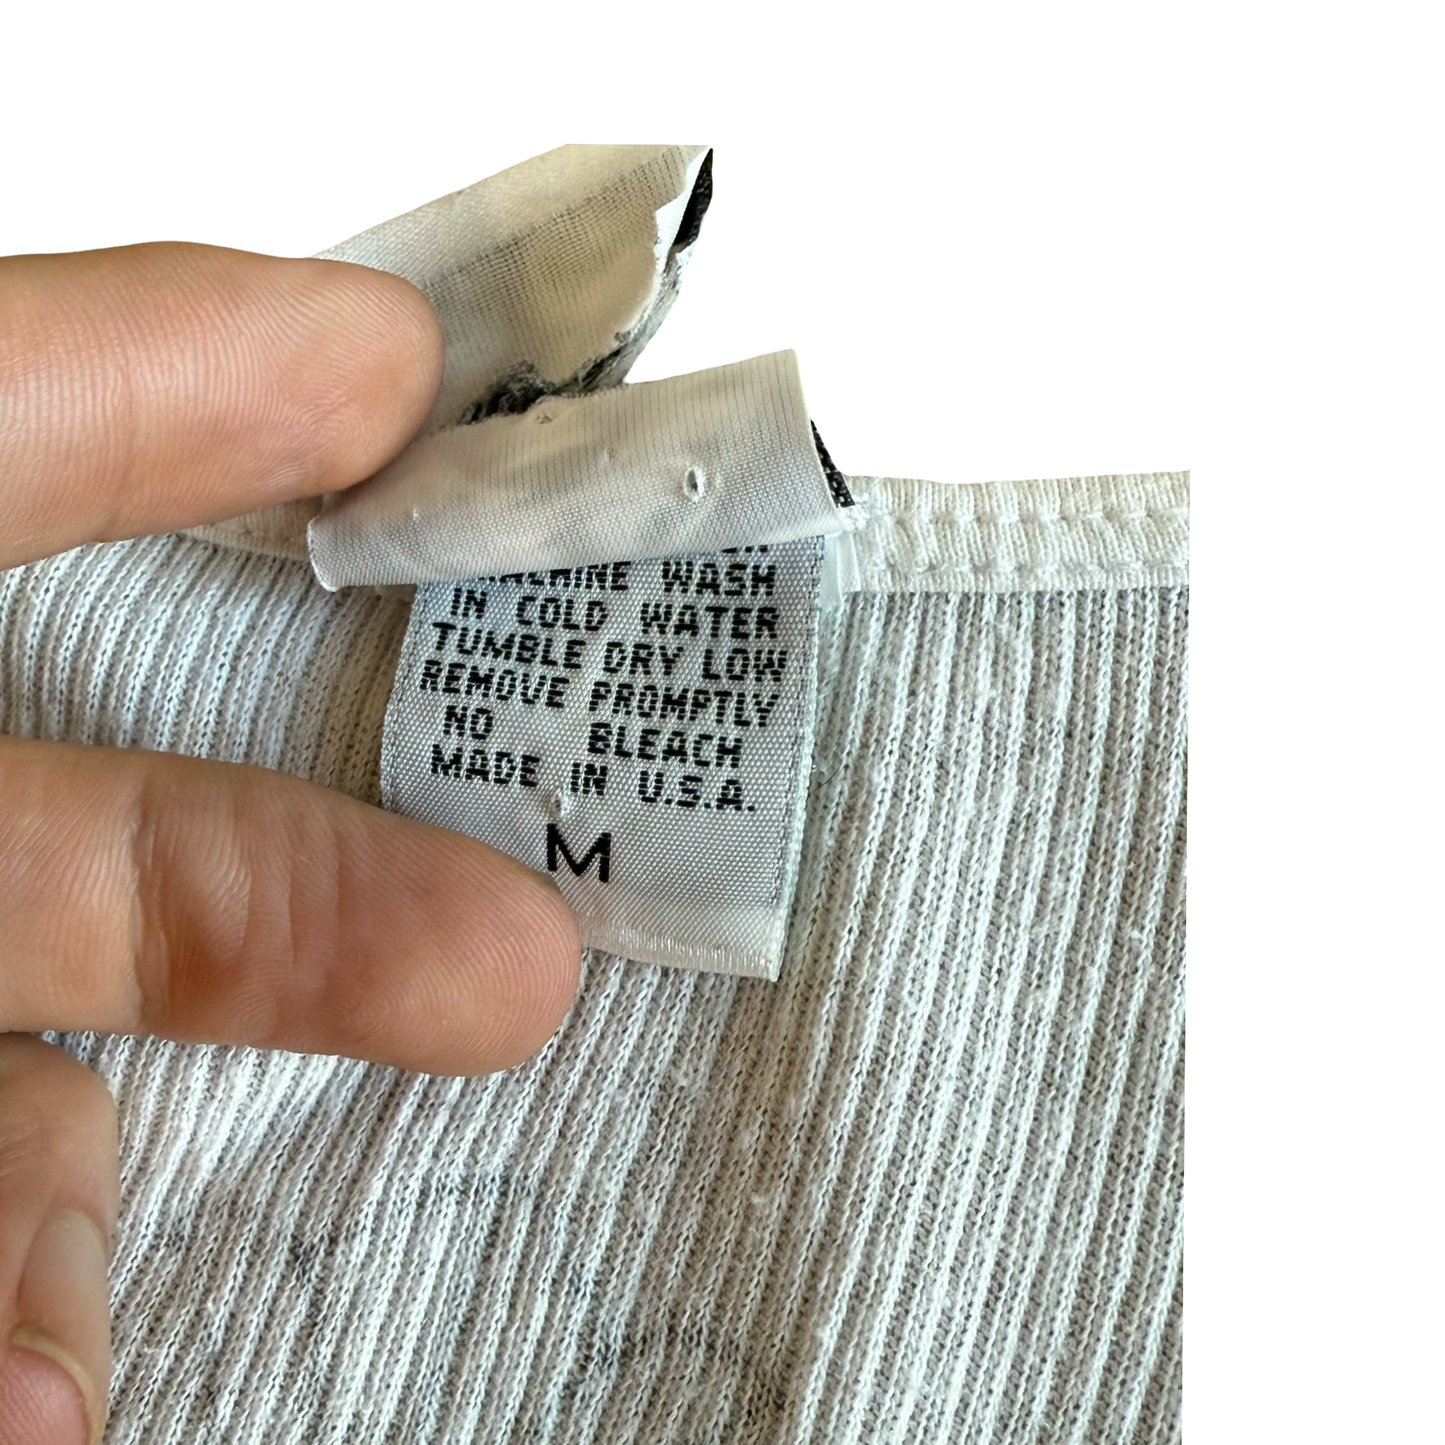 MACHINE WASH
IN COLD WATER
TUMBLE DRY LOW
REMOVE PROMPTLY
NO BLEACH
MADE IN U.S.A.
M